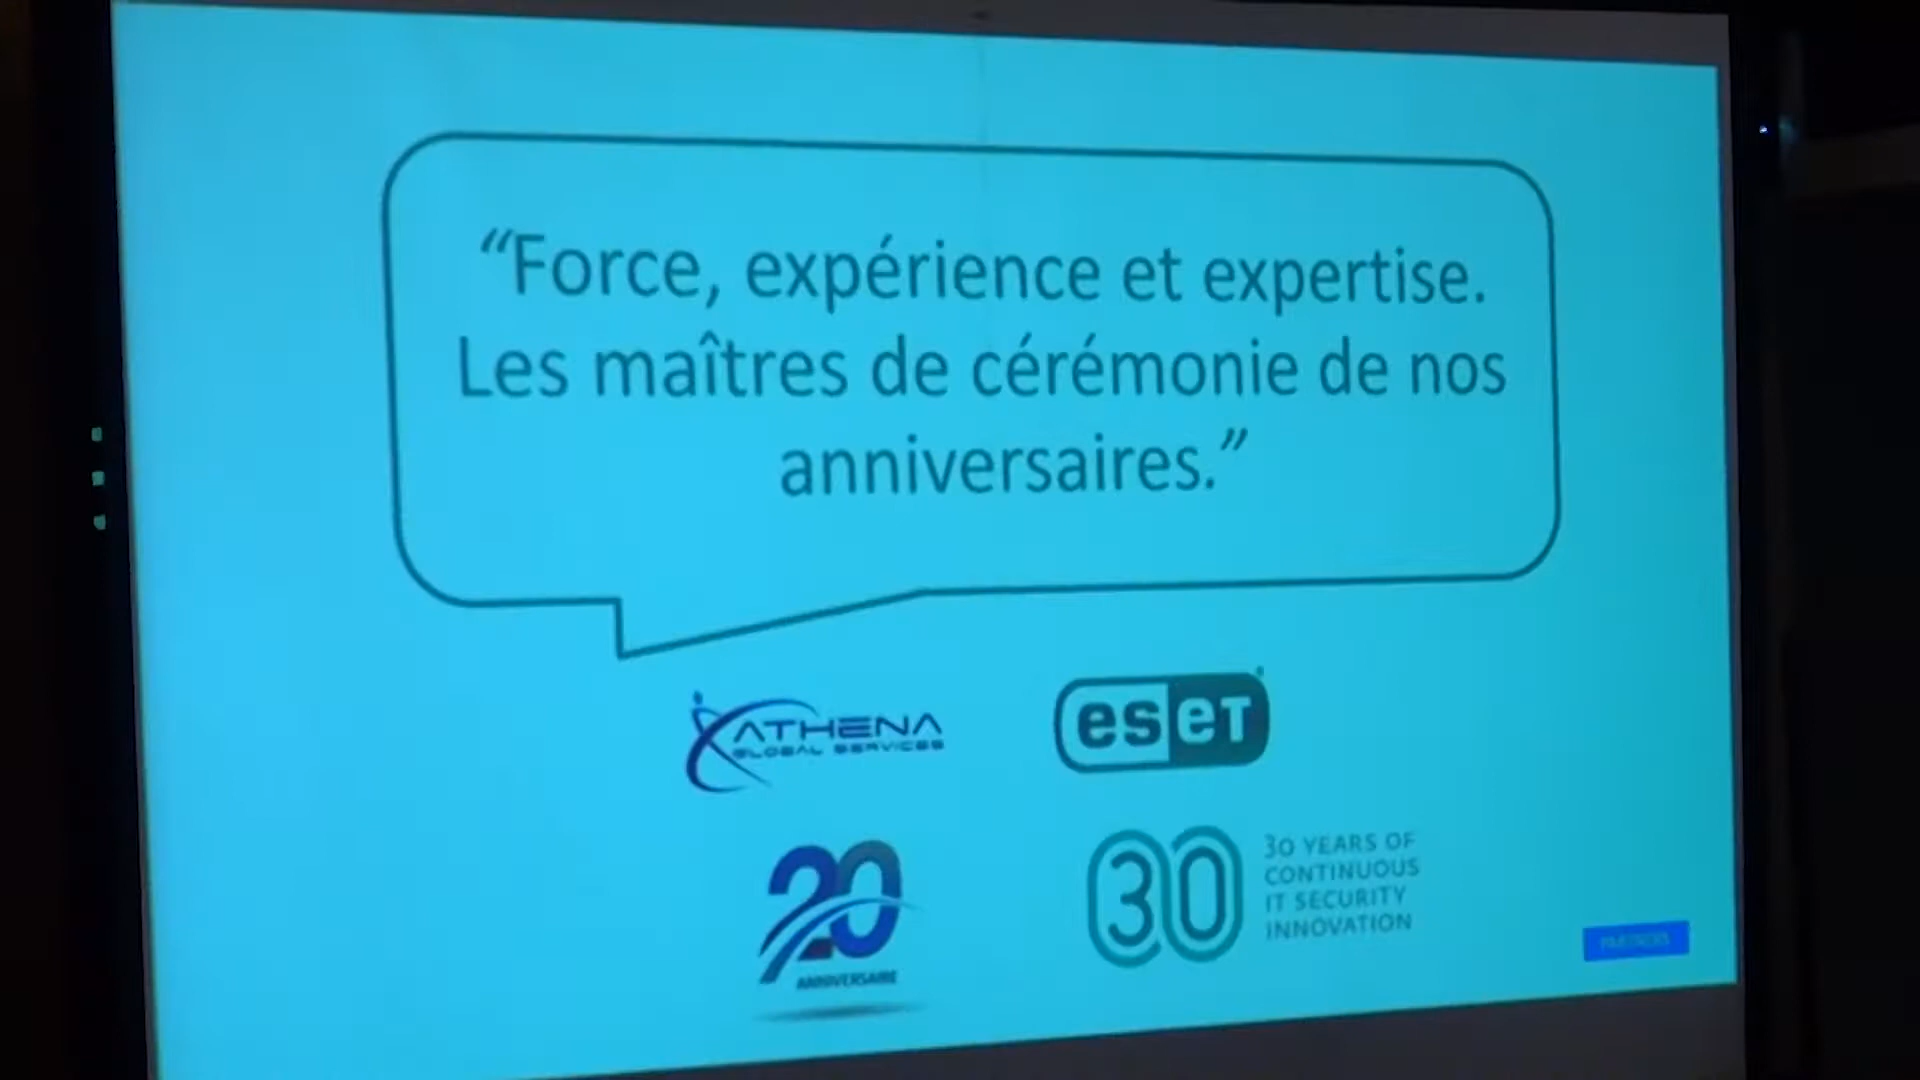 “Force, expérience et expertise.
Les maîtres de cérémonie de nos
anniversaires.”
ATHENA
GLOBAL SERVICES
eset
20
ANNIVERSAIRE
30
30 YEARS OF
CONTINUOUS
IT SECURITY
INNOVATION